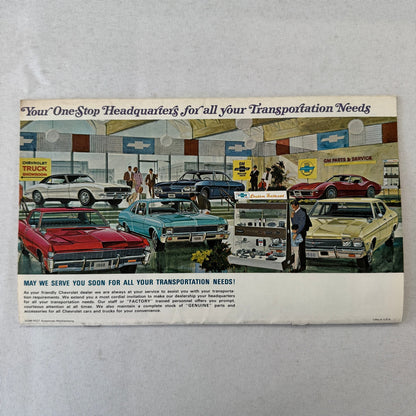 Your One-Stop Headquarters for all your Transportation Needs
CHEVROLET
TRUCK
SHOWROOM
GM PARTS & SERVICE
Custom Features
MAY WE SERVE YOU SOON FOR ALL YOUR TRANSPORTATION NEEDS!
As your friendly Chevrolet dealer we are always at your service to assist you with your transporta-
tion requirements. We extend you a most cordial invitation to make our dealership your headquarters
for all your transportation needs. Our staff of "FACTORY" trained personnel offers you prompt,
courteous attention at all times. We also maintain a complete stock of "GENUINE" parts and
accessories for all Chevrolet cars and trucks for your convenience.